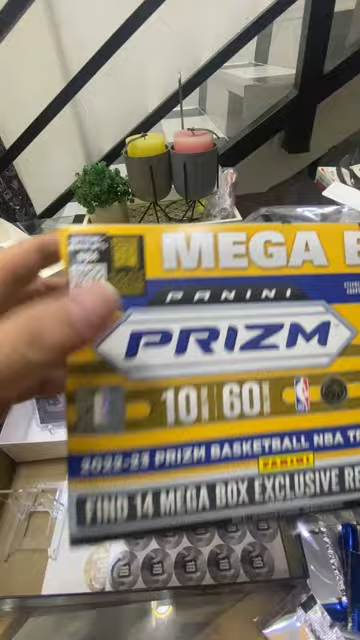 MEGA B
PANINI
PRIZM
10 60
2022-23 PRIZM BASKETBALL NBA
PANINI
FIND 14 MEGA BOX EXCLUSIVE RE